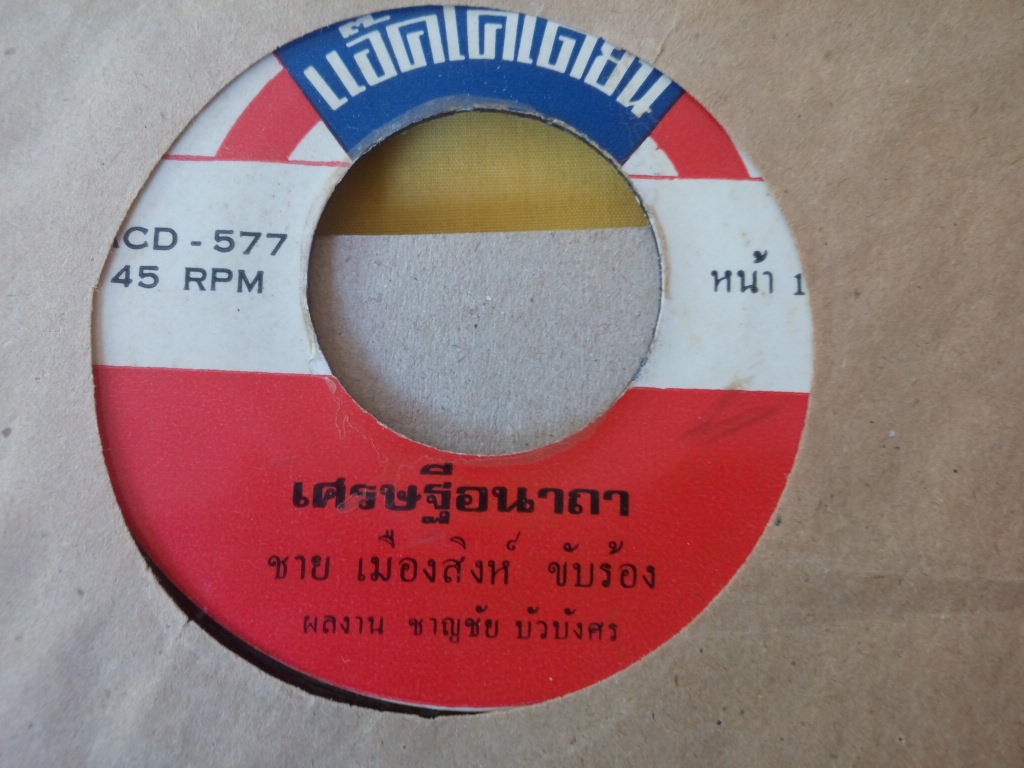 แอ๊คโคเดียน
ACD - 577
45 RPM
หน้า 1
เศรษฐีอนาถา
ชาย เมืองสิงห์ ขับร้อง
ผลงาน ชาญชัย บัวบังศร